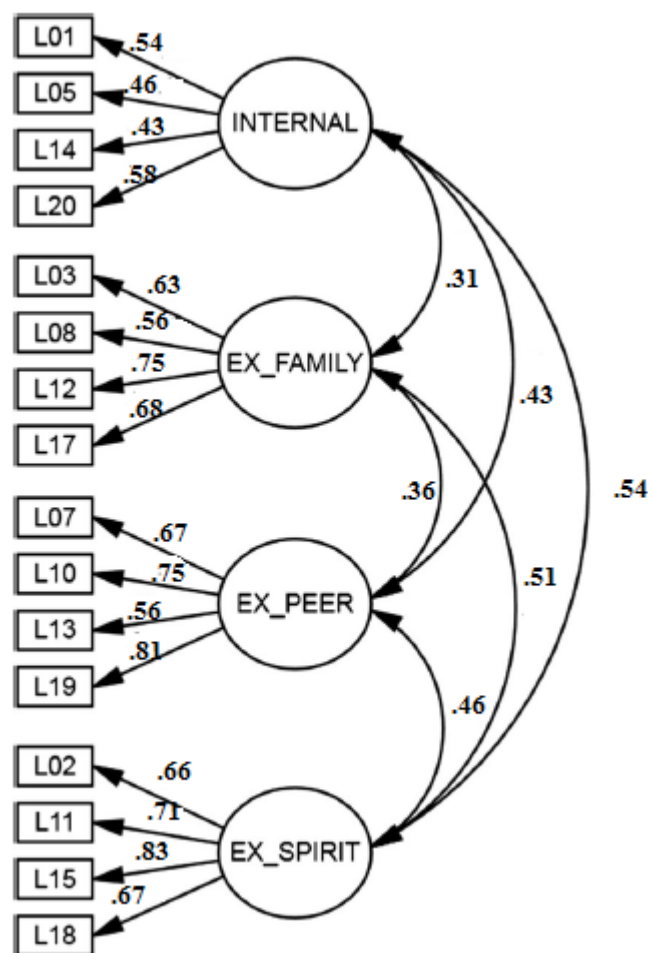 L01
.54
L05
.46
INTERNAL
L14
.43
L20
.58
L03
.63
.31
L08
.56
EX_FAMILY
L12
.75
.43
L17
.68
.36
.54
L07
.67
L10
.75
.51
EX_PEER
L13
.56
L19
.81
.46
L02
.66
L11
.71
EX_SPIRIT
L15
.83
L18
.67